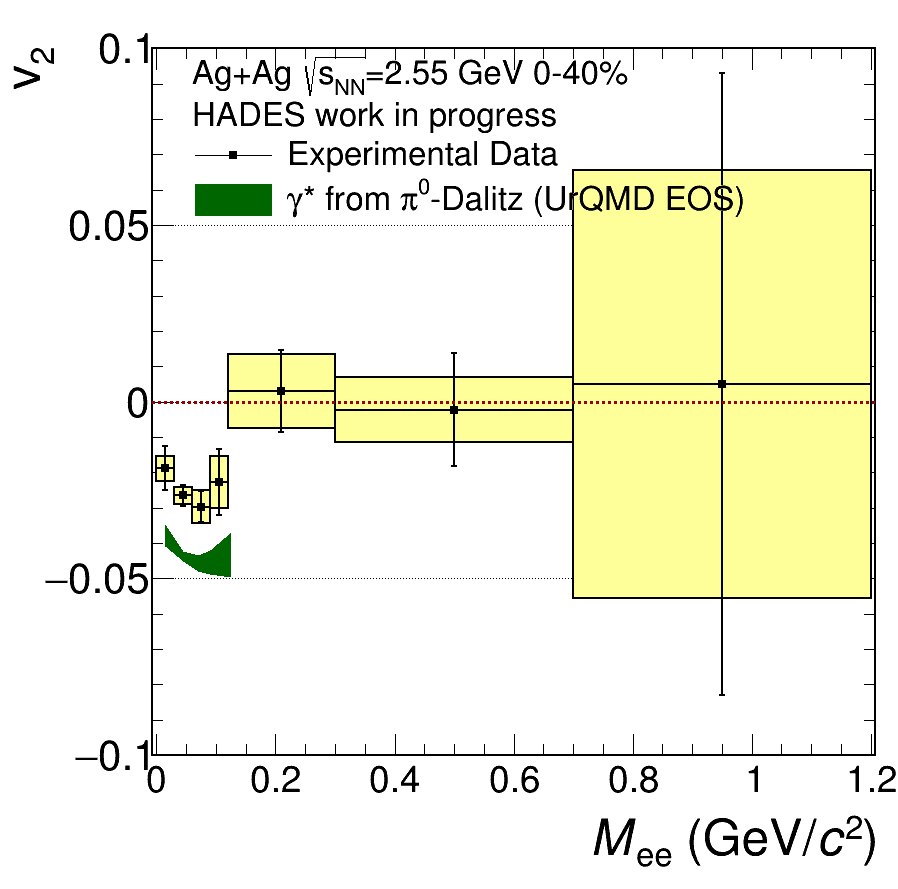 v₂
0.1
0.05
0
−0.05
−0.1
Ag+Ag √s_NN=2.55 GeV 0-40%
HADES work in progress
Experimental Data
γ* from π⁰-Dalitz (UrQMD EOS)
0 0.2 0.4 0.6 0.8 1 1.2
M_ee (GeV/c²)